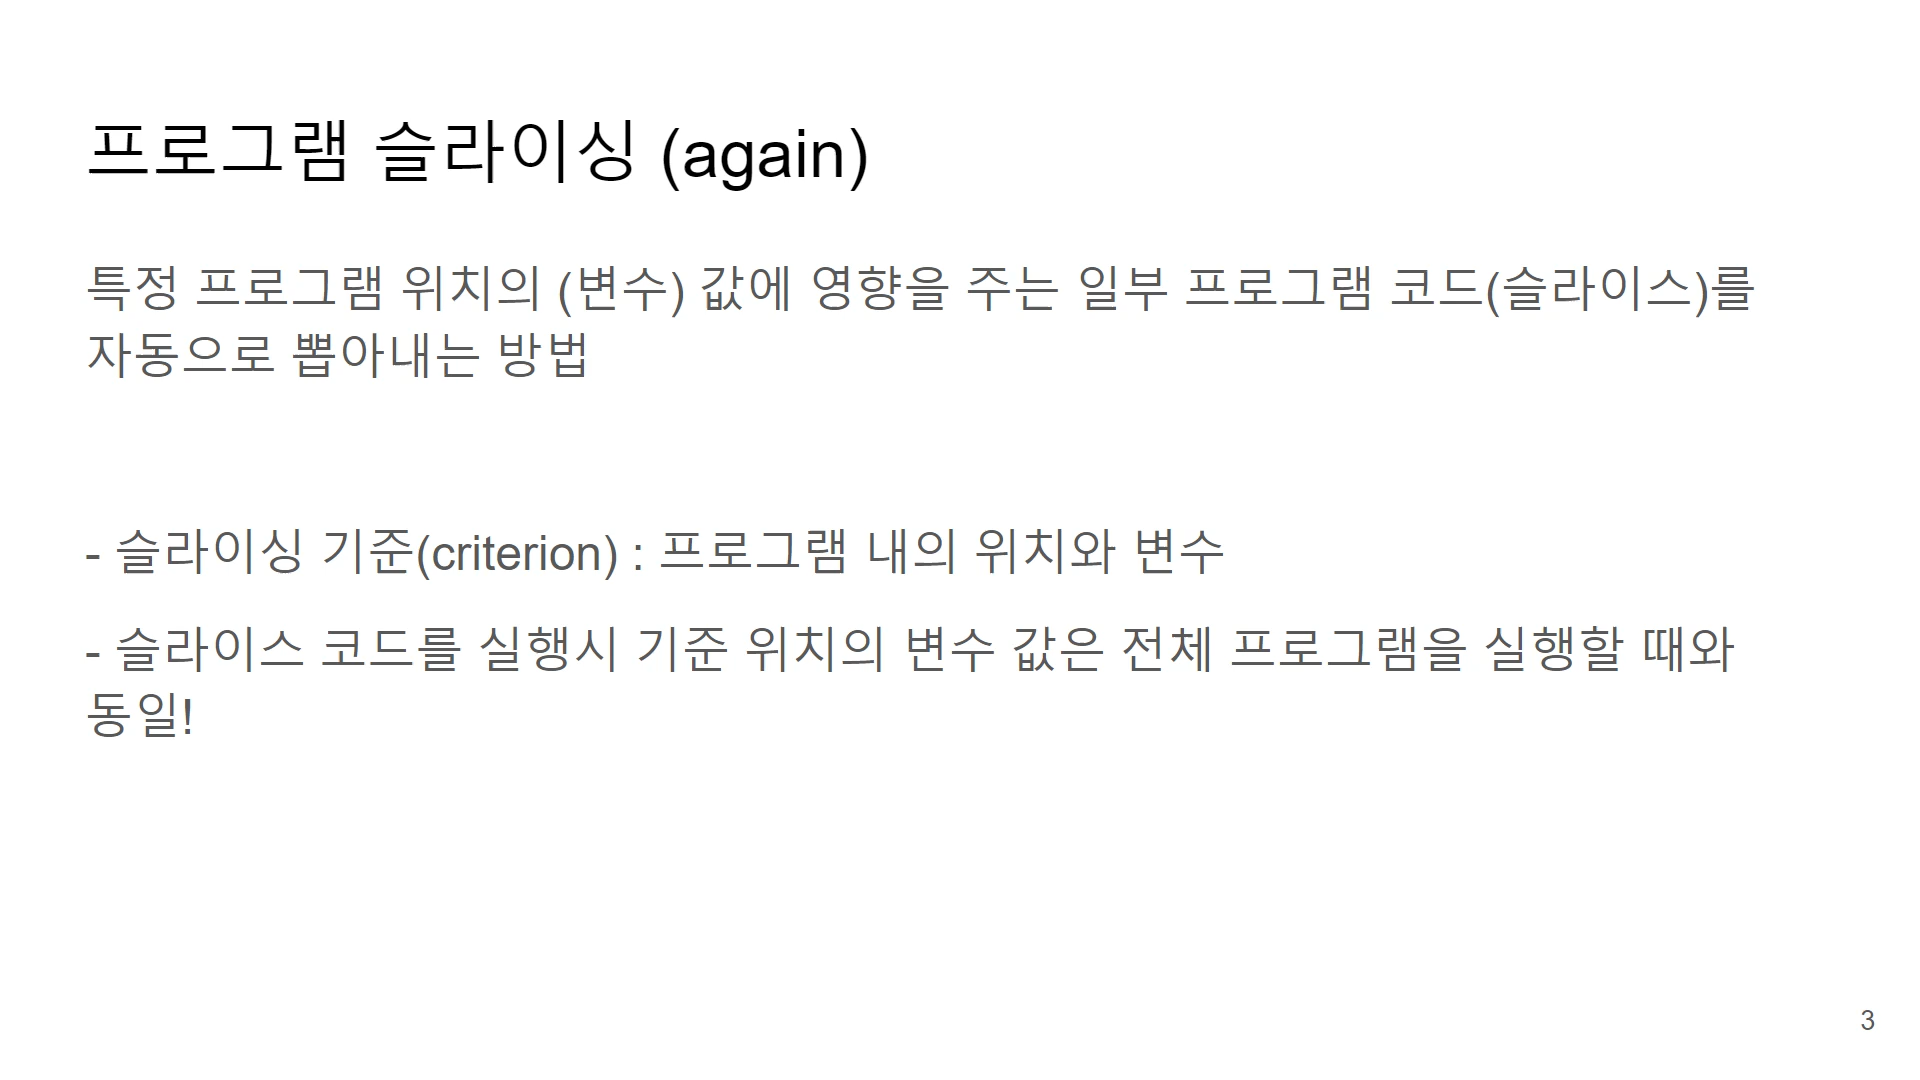 프로그램 슬라이싱 (again)
특정 프로그램 위치의 (변수) 값에 영향을 주는 일부 프로그램 코드(슬라이스)를
자동으로 뽑아내는 방법
- 슬라이싱 기준(criterion) : 프로그램 내의 위치와 변수
- 슬라이스 코드를 실행시 기준 위치의 변수 값은 전체 프로그램을 실행할 때와
동일!
3